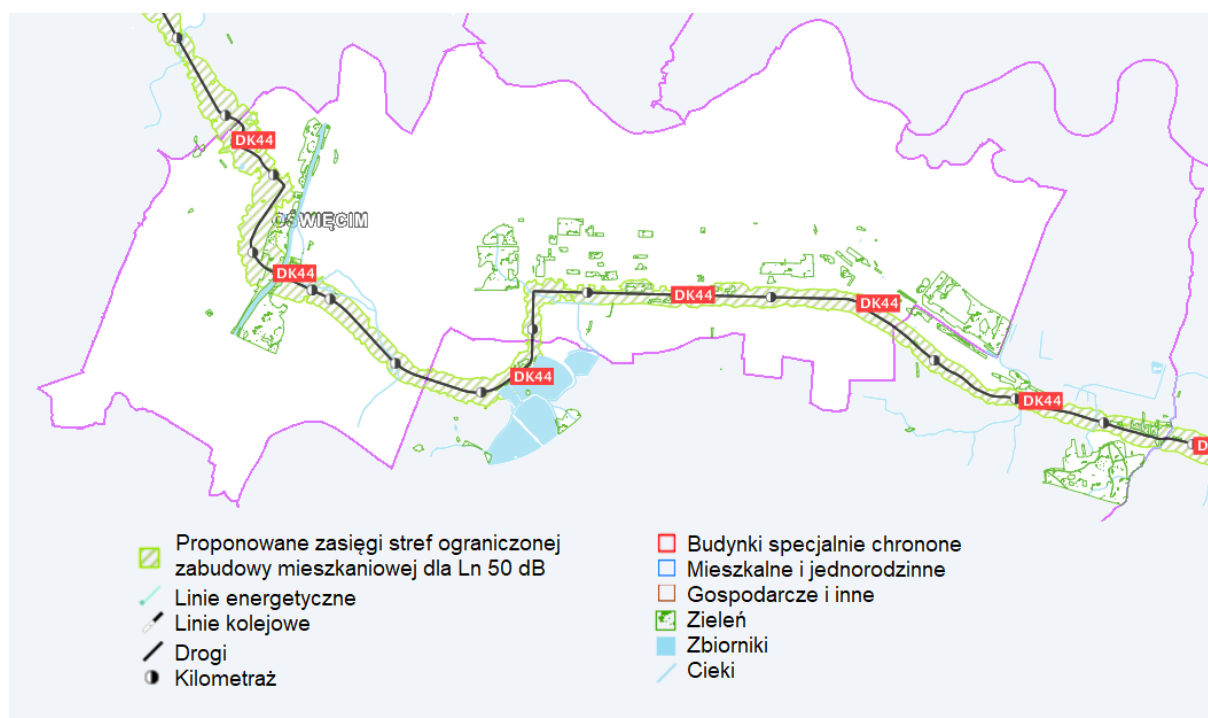 DK44
OŚWIĘCIM
DK44
DK44
DK44
DK44
DK44
D
Proponowane zasięgi stref ograniczonej
zabudowy mieszkaniowej dla Ln 50 dB
Linie energetyczne
Linie kolejowe
Drogi
Kilometraż
Budynki specjalnie chronone
Mieszkalne i jednorodzinne
Gospodarcze i inne
Zieleń
Zbiorniki
Cieki